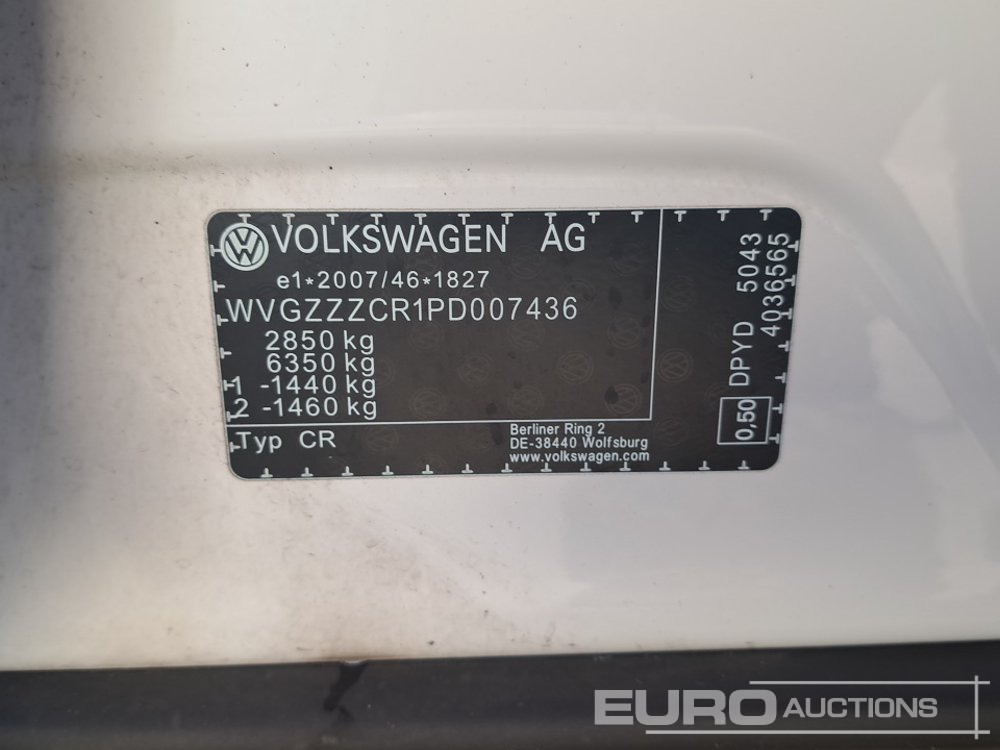 VOLKSWAGEN AG
e1*2007/46*1827
WVGZZZCR1PD007436
2850 kg
6350 kg
1 -1440 kg
2 -1460 kg
Typ CR
Berliner Ring 2
DE-38440 Wolfsburg
www.volkswagen.com
0,50 DPYD 5043
4036565
EURO AUCTIONS